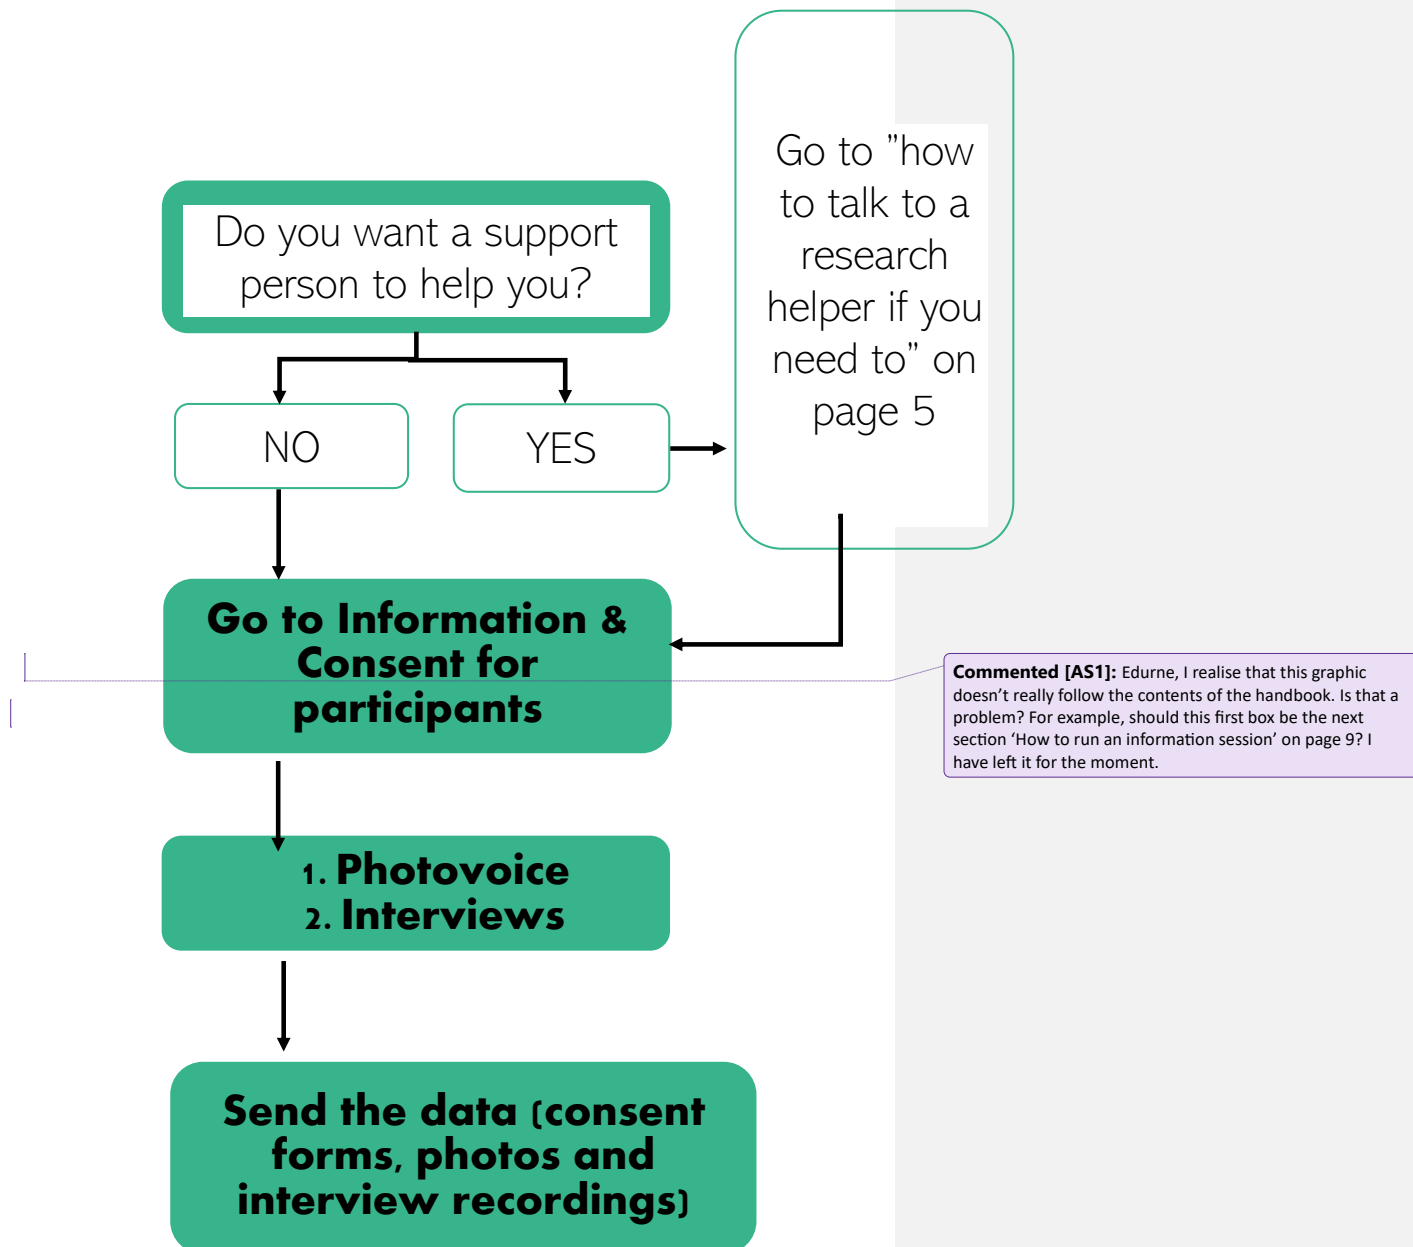 Do you want a support
person to help you?
NO
YES
Go to ”how
to talk to a
research
helper if you
need to” on
page 5
Go to Information &
Consent for
participants
Commented [AS1]: Edurne, I realise that this graphic
doesn’t really follow the contents of the handbook. Is that a
problem? For example, should this first box be the next
section ‘How to run an information session’ on page 9? I
have left it for the moment.
1. Photovoice
2. Interviews
Send the data (consent
forms, photos and
interview recordings)